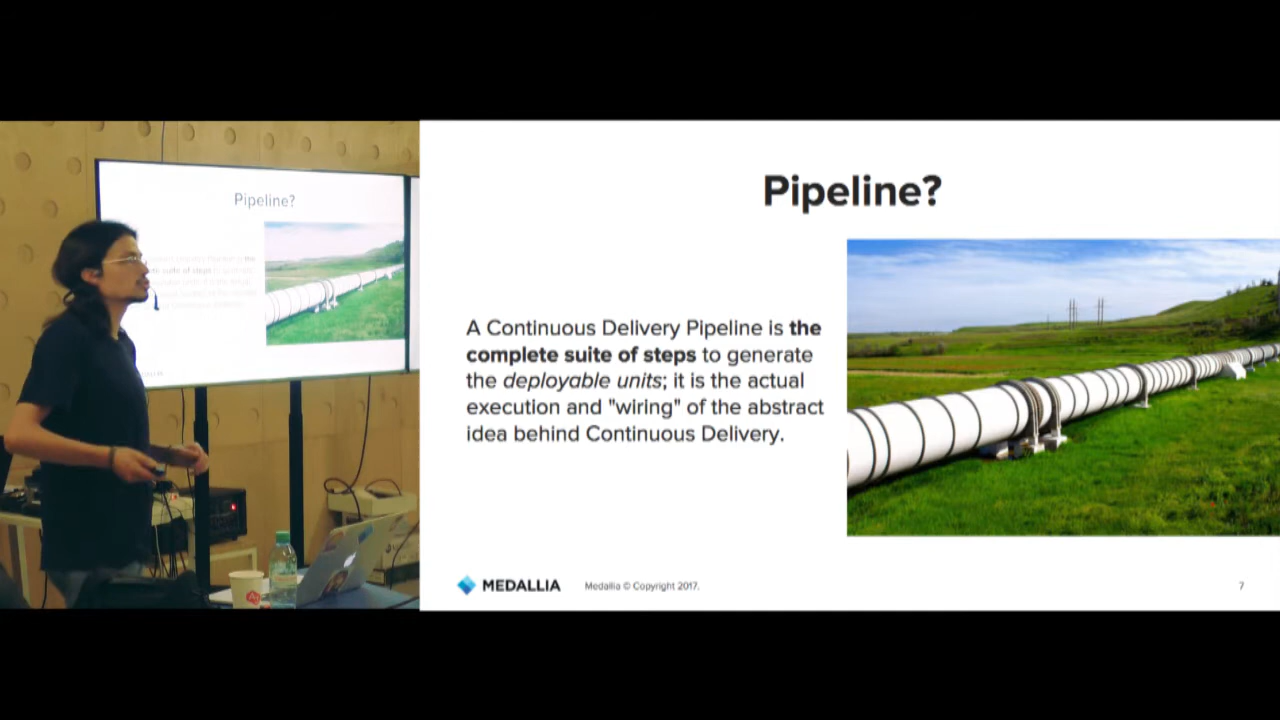 Pipeline?
Pipeline?
A Continuous Delivery Pipeline is the
complete suite of steps to generate
the deployable units; it is the actual
execution and "wiring" of the abstract
idea behind Continuous Delivery.
MEDALLIA
Medallia © Copyright 2017.
7